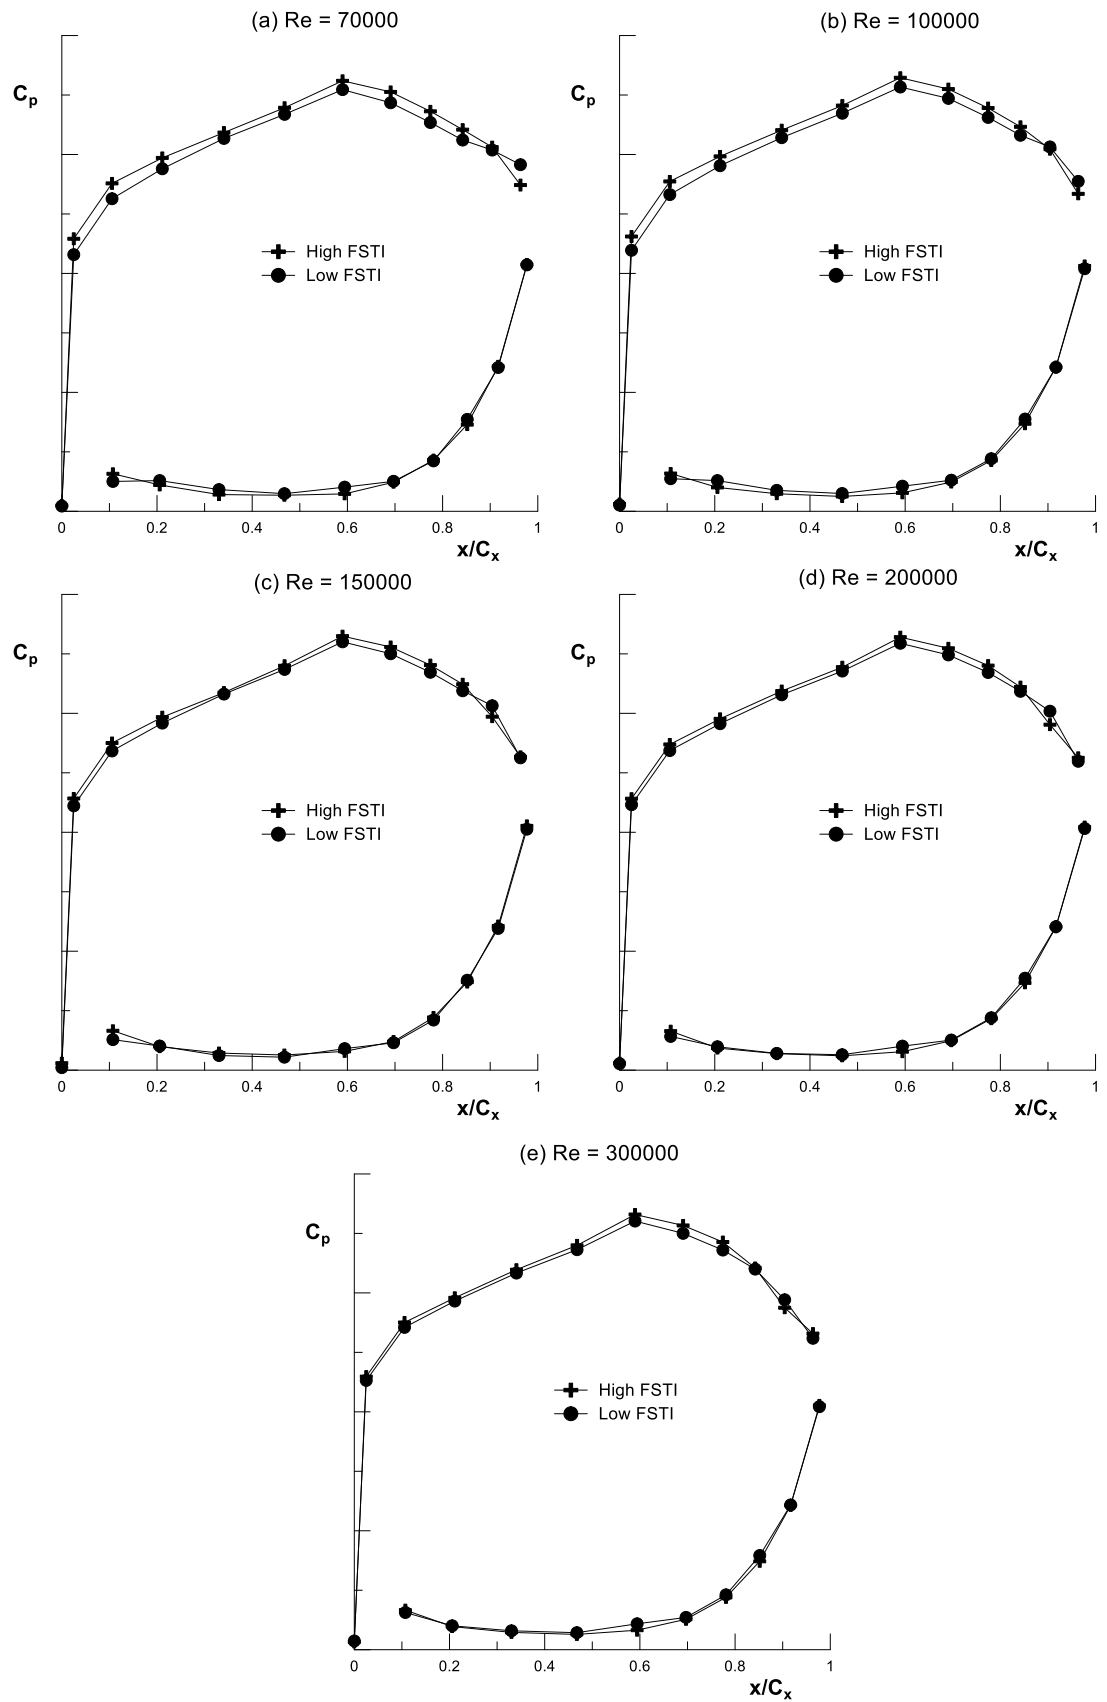 (a) Re = 70000
Cp
High FSTI
Low FSTI
0 0.2 0.4 0.6 0.8 1
x/Cx
(b) Re = 100000
Cp
High FSTI
Low FSTI
0 0.2 0.4 0.6 0.8 1
x/Cx
(c) Re = 150000
Cp
High FSTI
Low FSTI
0 0.2 0.4 0.6 0.8 1
x/Cx
(d) Re = 200000
Cp
High FSTI
Low FSTI
0 0.2 0.4 0.6 0.8 1
x/Cx
(e) Re = 300000
Cp
High FSTI
Low FSTI
0 0.2 0.4 0.6 0.8 1
x/Cx